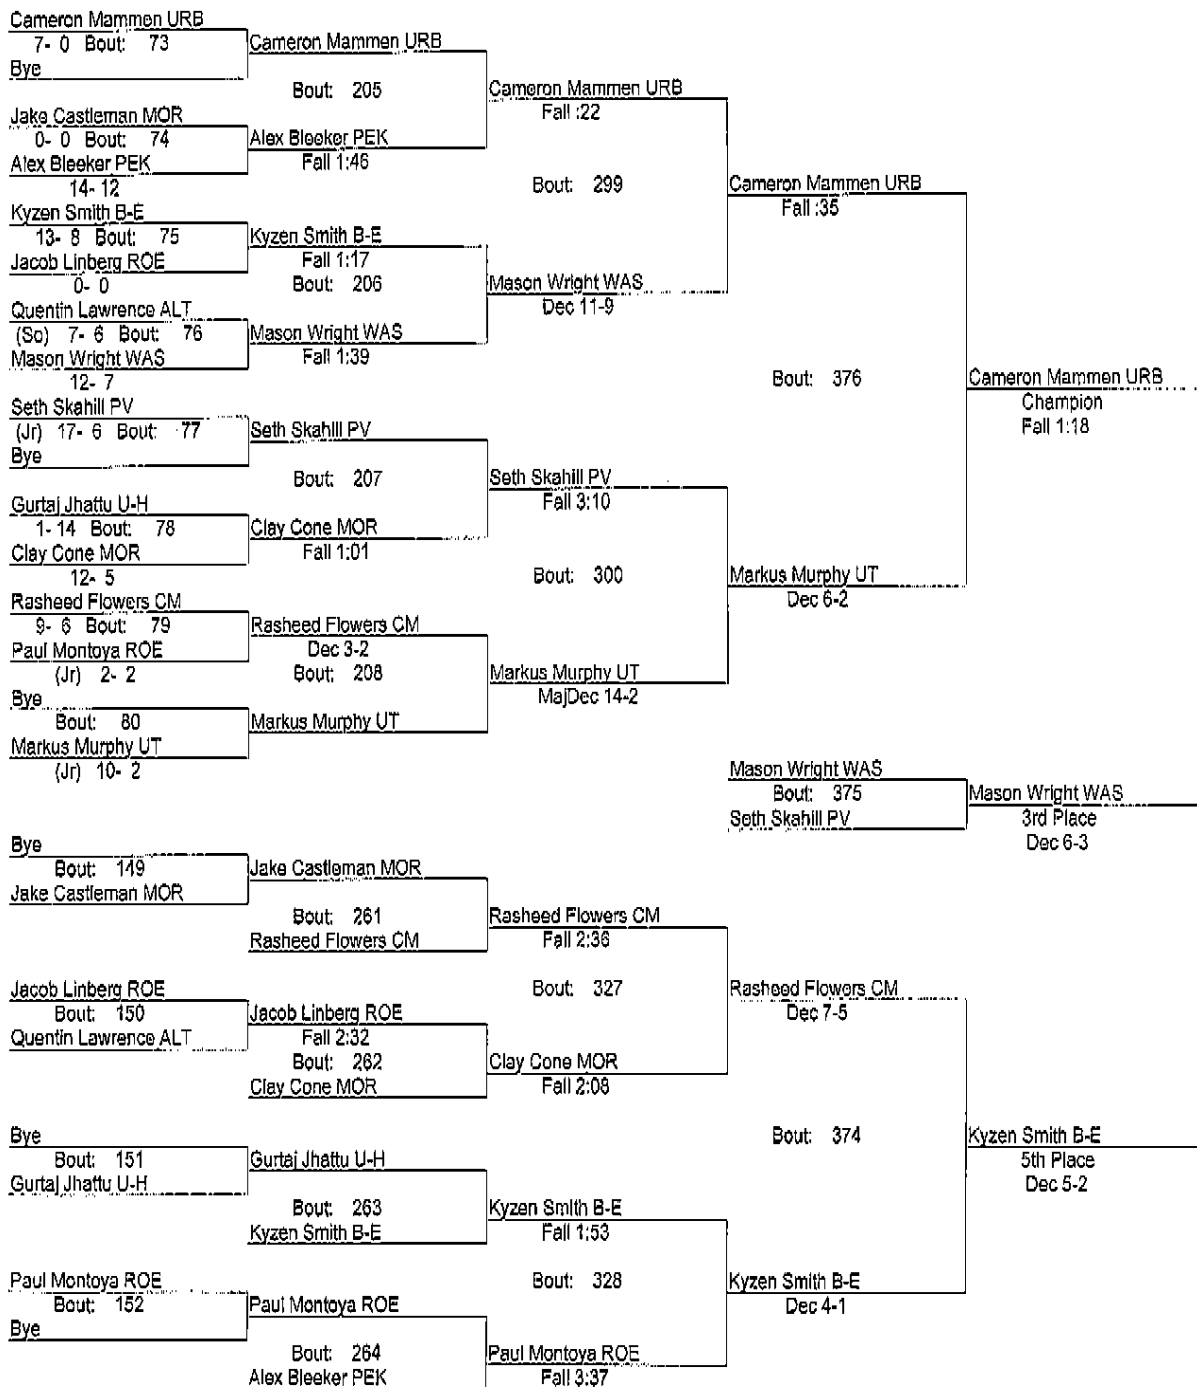 Cameron Mammen URB
7- 0 Bout: 73
Bye
Cameron Mammen URB
Bout: 205
Jake Castleman MOR
0- 0 Bout: 74
Alex Bleeker PEK
14- 12
Alex Bleeker PEK
Fall 1:46
Cameron Mammen URB
Fall :22
Bout: 299
Kyzen Smith B-E
13- 8 Bout: 75
Jacob Linberg ROE
0- 0
Kyzen Smith B-E
Fall 1:17
Bout: 206
Quentin Lawrence ALT
(So) 7- 6 Bout: 76
Mason Wright WAS
12- 7
Mason Wright WAS
Fall 1:39
Mason Wright WAS
Dec 11-9
Cameron Mammen URB
Fall :35
Bout: 376
Cameron Mammen URB
Champion
Fall 1:18
Seth Skahill PV
(Jr) 17- 6 Bout: 77
Bye
Seth Skahill PV
Bout: 207
Gurtaj Jhattu U-H
1- 14 Bout: 78
Clay Cone MOR
12- 5
Clay Cone MOR
Fall 1:01
Seth Skahill PV
Fall 3:10
Bout: 300
Rasheed Flowers CM
9- 6 Bout: 79
Paul Montoya ROE
(Jr) 2- 2
Rasheed Flowers CM
Dec 3-2
Bout: 208
Bye
Bout: 80
Markus Murphy UT
(Jr) 10- 2
Markus Murphy UT
Markus Murphy UT
MajDec 14-2
Markus Murphy UT
Dec 6-2
Mason Wright WAS
Bout: 375
Seth Skahill PV
Mason Wright WAS
3rd Place
Dec 6-3
Bye
Bout: 149
Jake Castleman MOR
Jake Castleman MOR
Bout: 261
Rasheed Flowers CM
Rasheed Flowers CM
Fall 2:36
Bout: 327
Jacob Linberg ROE
Bout: 150
Quentin Lawrence ALT
Jacob Linberg ROE
Fall 2:32
Bout: 262
Clay Cone MOR
Clay Cone MOR
Fall 2:08
Rasheed Flowers CM
Dec 7-5
Bout: 374
Kyzen Smith B-E
5th Place
Dec 5-2
Bye
Bout: 151
Gurtaj Jhattu U-H
Gurtaj Jhattu U-H
Bout: 263
Kyzen Smith B-E
Kyzen Smith B-E
Fall 1:53
Bout: 328
Kyzen Smith B-E
Dec 4-1
Paul Montoya ROE
Bout: 152
Bye
Paul Montoya ROE
Bout: 264
Alex Bleeker PEK
Paul Montoya ROE
Fall 3:37